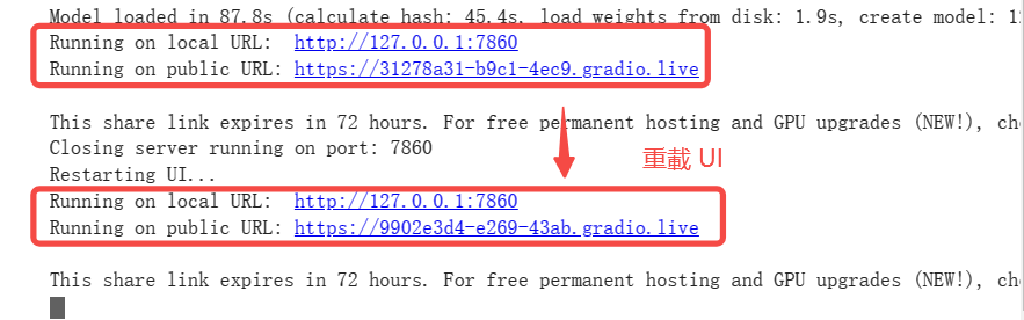 Model loaded in 87.8s (calculate hash: 45.4s, load weights from disk: 1.9s, create model:
Running on local URL: http://127.0.0.1:7860
Running on public URL: https://31278a31-b9c1-4ec9.gradio.live
This share link expires in 72 hours. For free permanent hosting and GPU upgrades (NEW!),
Closing server running on port: 7860
重載 UI
Restarting UI...
Running on local URL: http://127.0.0.1:7860
Running on public URL: https://9902e3d4-e269-43ab.gradio.live
This share link expires in 72 hours. For free permanent hosting and GPU upgrades (NEW!),